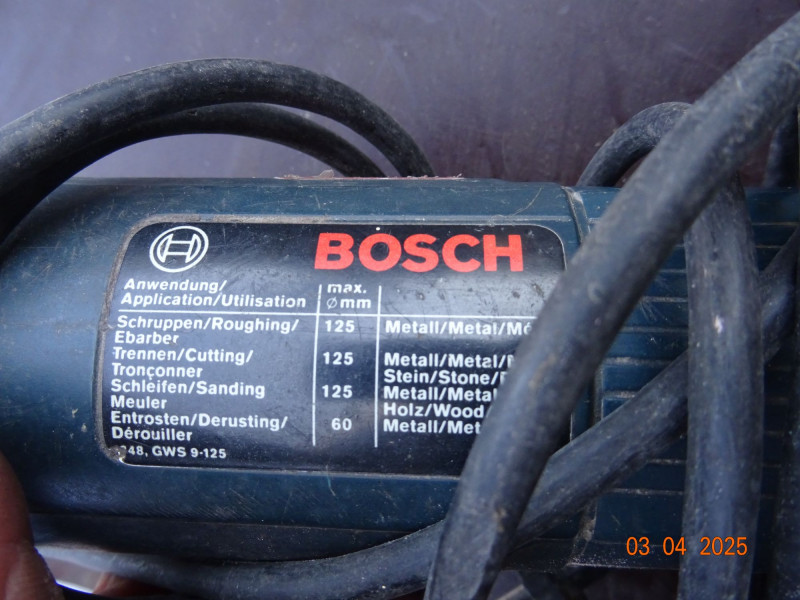 BOSCH
Anwendung/ max.
Application/Utilisation ømm
Schruppen/Roughing/ 125 Metall/Metal/
Ebarber
Trennen/Cutting/ 125 Metall/Metal/
Tronçonner Stein/Stone/
Schleifen/Sanding 125 Metall/Metal
Meuler Holz/Wood
Entrosten/Derusting/ 60 Metall/
Dérouiller
GWS 9-125
03 04 2025